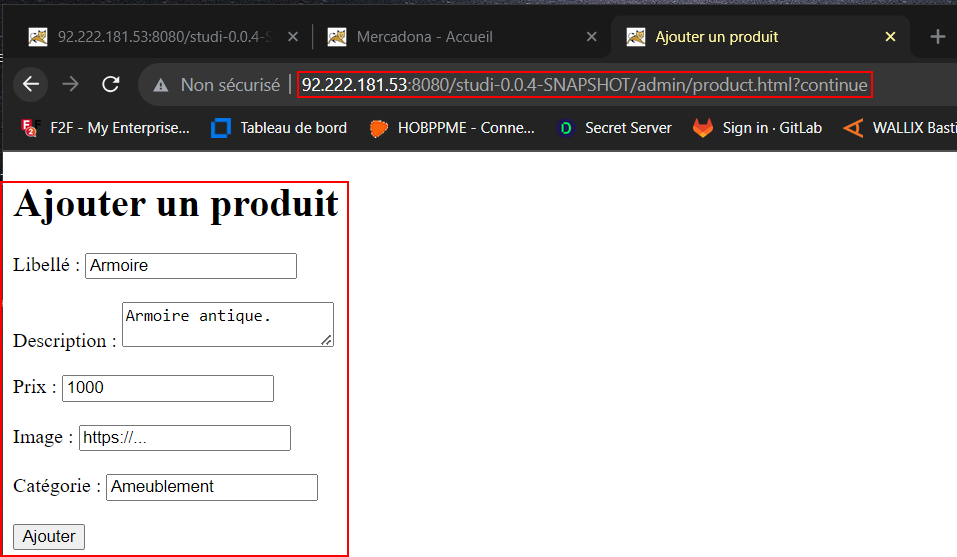 92.222.181.53:8080/studi-0.0.4-S
Mercadona - Accueil
Ajouter un produit
Non sécurisé
92.222.181.53:8080/studi-0.0.4-SNAPSHOT/admin/product.html?continue
F2F - My Enterprise...
Tableau de bord
HOBPPME - Conne...
Secret Server
Sign in · GitLab
WALLIX Basti
Ajouter un produit
Libellé : Armoire
Description : Armoire antique.
Prix : 1000
Image : https://...
Catégorie : Ameublement
Ajouter